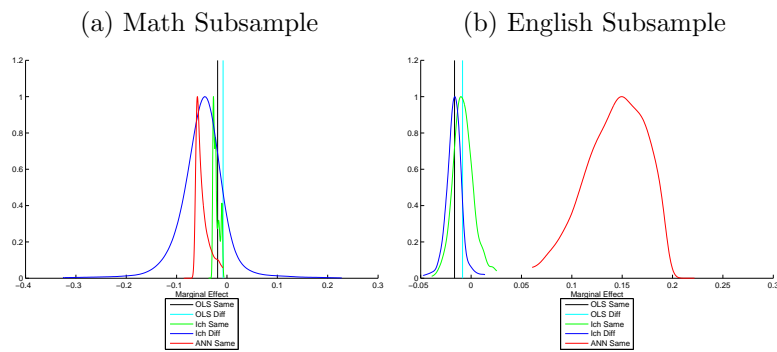 (a) Math Subsample
(b) English Subsample
1.2
1
0.8
0.6
0.4
0.2
0
−0.4
−0.3
−0.2
−0.1
0
0.1
0.2
0.3
Marginal Effect
OLS Same
OLS Diff
Ich Same
Ich Diff
ANN Same
1.2
1
0.8
0.6
0.4
0.2
0
−0.05
0
0.05
0.1
0.15
0.2
0.25
0.3
Marginal Effect
OLS Same
OLS Diff
Ich Same
Ich Diff
ANN Same